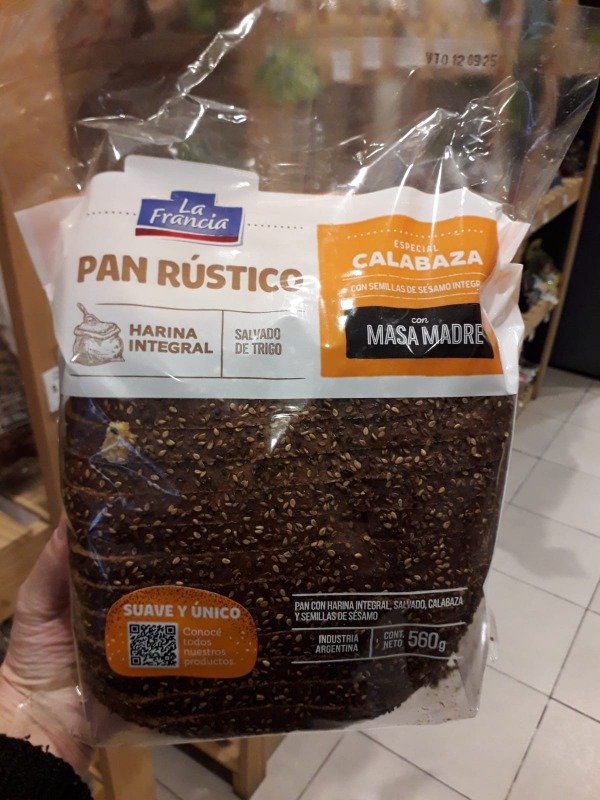 VTO 12 09 25
La
Francia
PAN RÚSTICO
HARINA
INTEGRAL
SALVADO
DE TRIGO
ESPECIAL
CALABAZA
CON SEMILLAS DE SÉSAMO INTEGR
con
MASA MADRE
SUAVE Y ÚNICO
Conocé
todos
nuestros
productos.
PAN CON HARINA INTEGRAL, SALVADO, CALABAZA
Y SEMILLAS DE SÉSAMO
INDUSTRIA
ARGENTINA
CONT.
NETO
560g